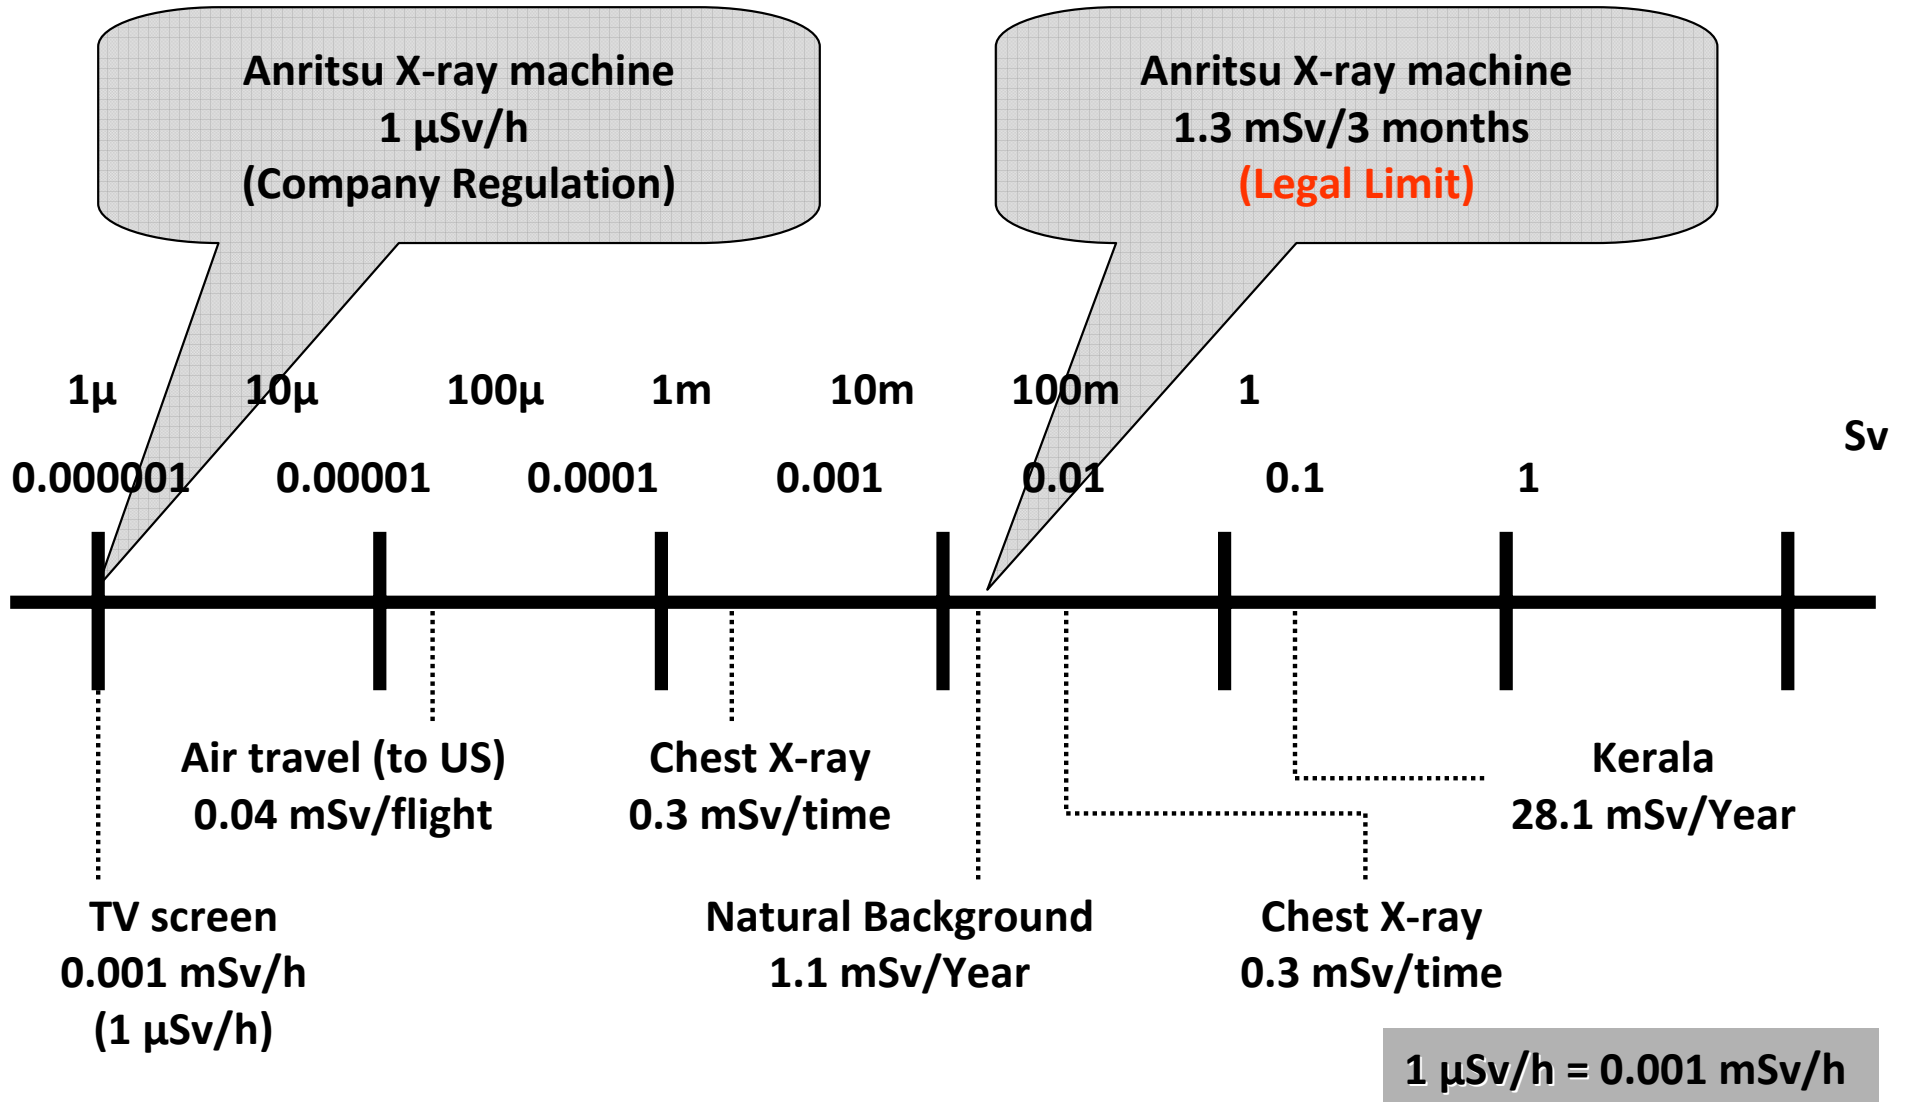 Anritsu X-ray machine
1 μSv/h
(Company Regulation)
Anritsu X-ray machine
1.3 mSv/3 months
(Legal Limit)
1μ 10μ 100μ 1m 10m 100m 1
Sv
0.000001 0.00001 0.0001 0.001 0.01 0.1 1
Air travel (to US)
0.04 mSv/flight
Chest X-ray
0.3 mSv/time
Kerala
28.1 mSv/Year
TV screen
0.001 mSv/h
(1 μSv/h)
Natural Background
1.1 mSv/Year
Chest X-ray
0.3 mSv/time
1 μSv/h = 0.001 mSv/h